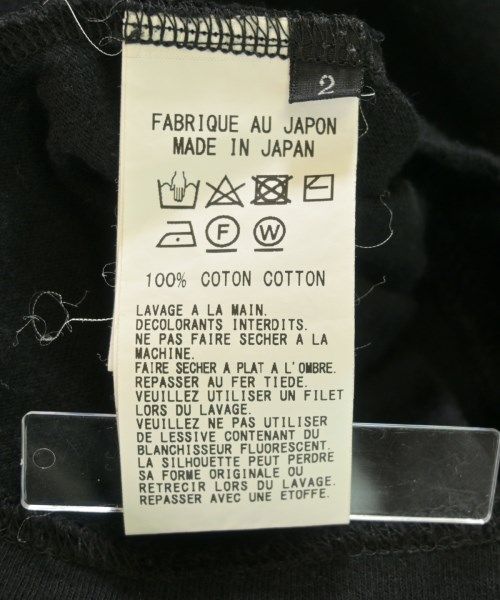 2
FABRIQUE AU JAPON
MADE IN JAPAN
F W
100% COTON COTTON
LAVAGE A LA MAIN.
DECOLORANTS INTERDITS.
NE PAS FAIRE SECHER A LA
MACHINE.
FAIRE SECHER A PLAT A L'OMBRE.
REPASSER AU FER TIEDE.
VEUILLEZ UTILISER UN FILET
LORS DU LAVAGE.
VEUILLEZ NE PAS UTILISER
DE LESSIVE CONTENANT DU
BLANCHISSEUR FLUORESCENT.
LA SILHOUETTE PEUT PERDRE
SA FORME ORIGINALE OU
RETRECIR LORS DU LAVAGE.
REPASSER AVEC UNE ETOFFE.